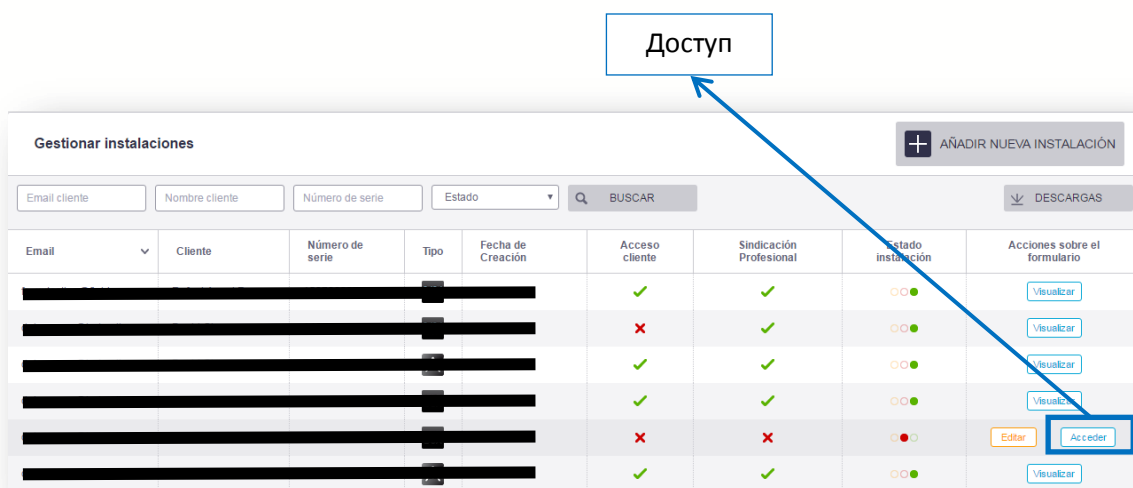 Доступ
Gestionar instalaciones
AÑADIR NUEVA INSTALACIÓN
Email cliente
Nombre cliente
Número de serie
Estado
BUSCAR
DESCARGAS
Email
Cliente
Número de
serie
Tipo
Fecha de
Creación
Acceso
cliente
Sindicación
Profesional
Estado
instalación
Acciones sobre el
formulario
Visualizar
Visualizar
Visualizar
Visualizar
Editar
Acceder
Visualizar